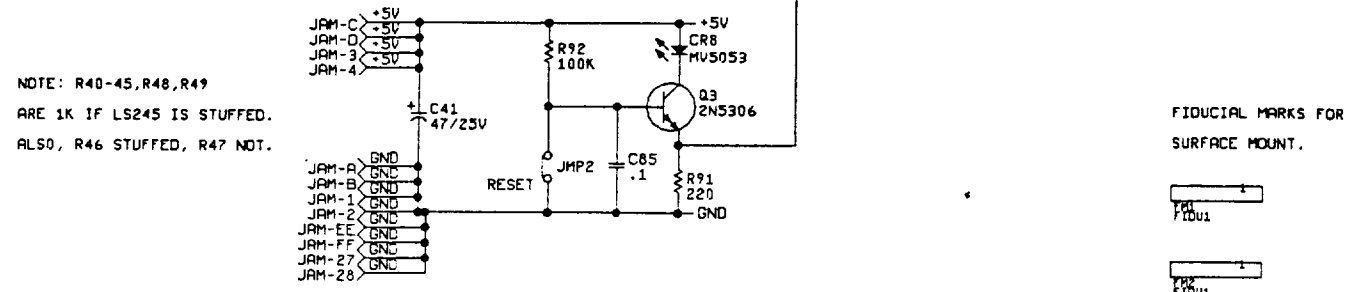 NOTE: R40-45,R48,R49
ARE 1K IF LS245 IS STUFFED.
ALSO, R46 STUFFED, R47 NOT.
JAM-C +5V
JAM-D +5V
JAM-3 +5V
JAM-4 +5V
+ C41
47/25V
JAM-A GND
JAM-B GND
JAM-1 GND
JAM-2 GND
JAM-EE GND
JAM-FF GND
JAM-27 GND
JAM-28 GND
R92
100K
RESET
JMP2
C85
.1
+5V
CR8
MV5053
Q3
2N5306
R91
220
GND
FIDUCIAL MARKS FOR
SURFACE MOUNT.
1
FM1
FIDU1
1
FM2
FIDU1